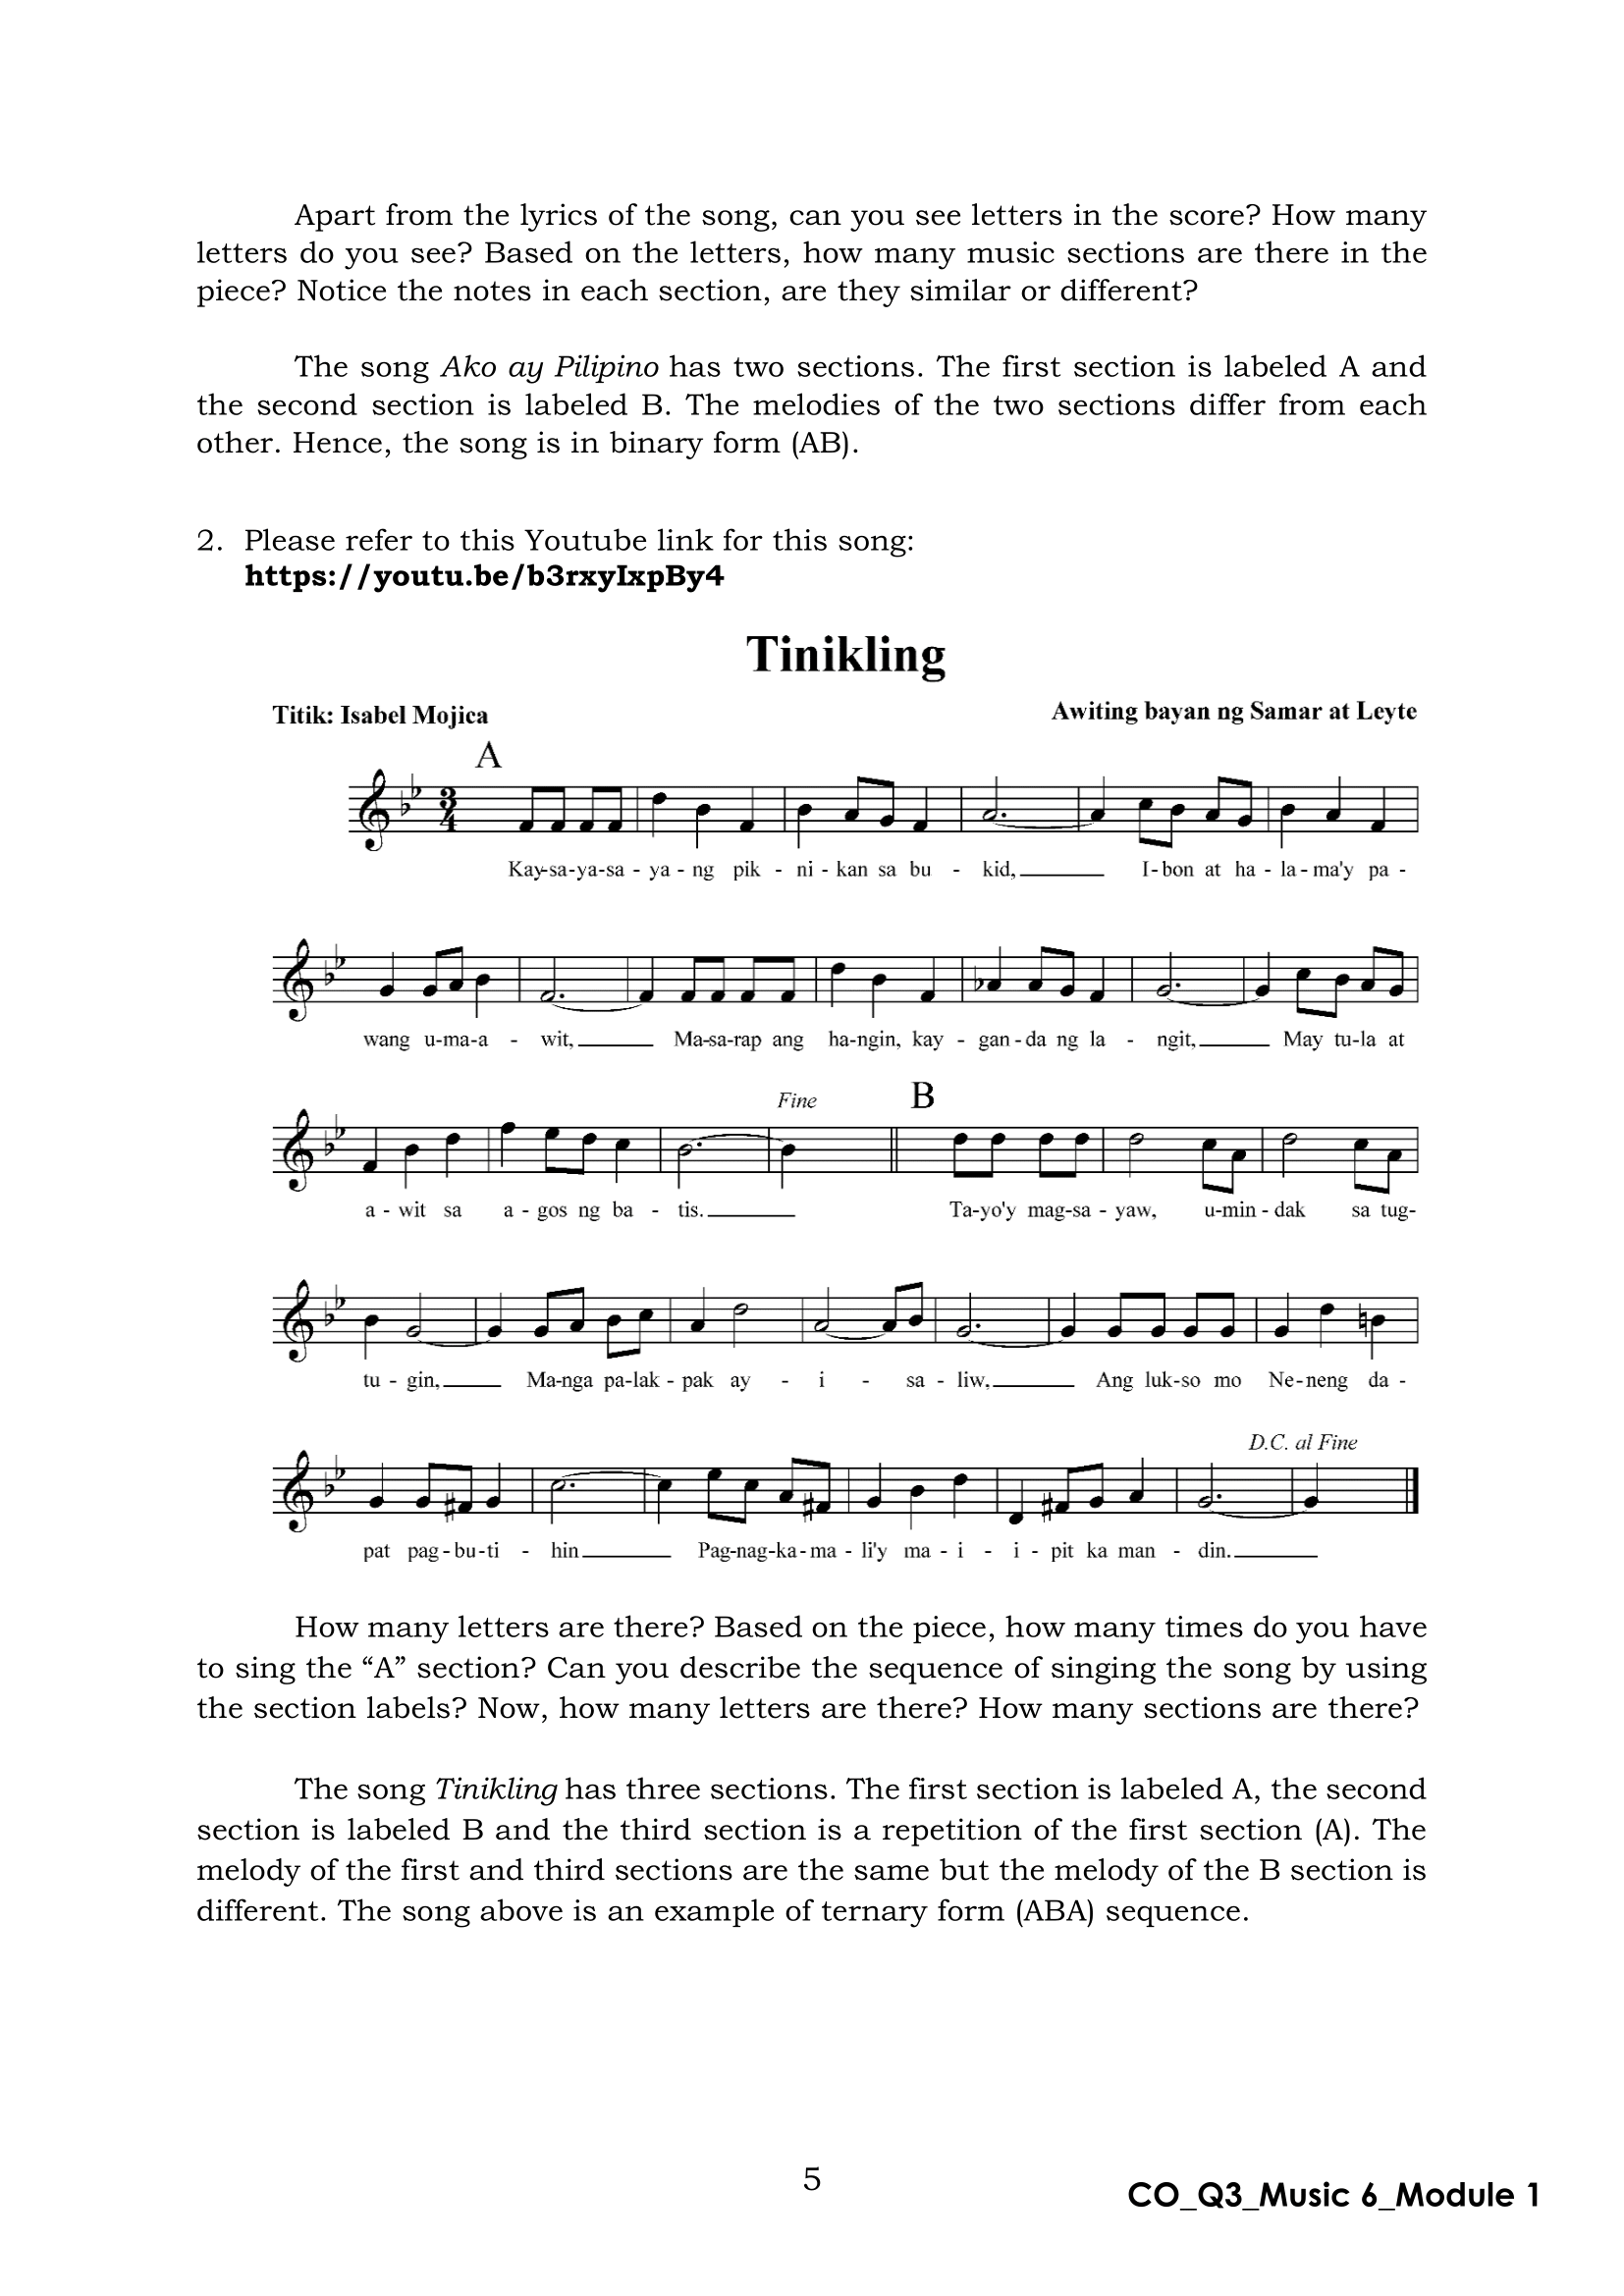 Apart from the lyrics of the song, can you see letters in the score? How many
letters do you see? Based on the letters, how many music sections are there in the
piece? Notice the notes in each section, are they similar or different?
The song Ako ay Pilipino has two sections. The first section is labeled A and
the second section is labeled B. The melodies of the two sections differ from each
other. Hence, the song is in binary form (AB).
2. Please refer to this Youtube link for this song:
https://youtu.be/b3rxyIxpBy4
Tinikling
Titik: Isabel Mojica
Awiting bayan ng Samar at Leyte
A
3
4
Kay-sa-ya-sa - ya - ng pik - ni - kan sa bu - kid, I - bon at ha - la - ma'y pa -
wang u-ma-a - wit, Ma-sa-rap ang ha-ngin, kay - gan - da ng la - ngit, May tu-la at
Fine
B
a - wit sa a - gos ng ba - tis. Ta-yo'y mag-sa - yaw, u-min - dak sa tug-
tu - gin, Ma-nga pa-lak - pak ay - i - sa - liw, Ang luk-so mo Ne-neng da -
D.C. al Fine
pat pag-bu-ti - hin Pag-nag-ka-ma - li'y ma - i - i - pit ka man - din.
How many letters are there? Based on the piece, how many times do you have
to sing the “A” section? Can you describe the sequence of singing the song by using
the section labels? Now, how many letters are there? How many sections are there?
The song Tinikling has three sections. The first section is labeled A, the second
section is labeled B and the third section is a repetition of the first section (A). The
melody of the first and third sections are the same but the melody of the B section is
different. The song above is an example of ternary form (ABA) sequence.
5
CO_Q3_Music 6_Module 1